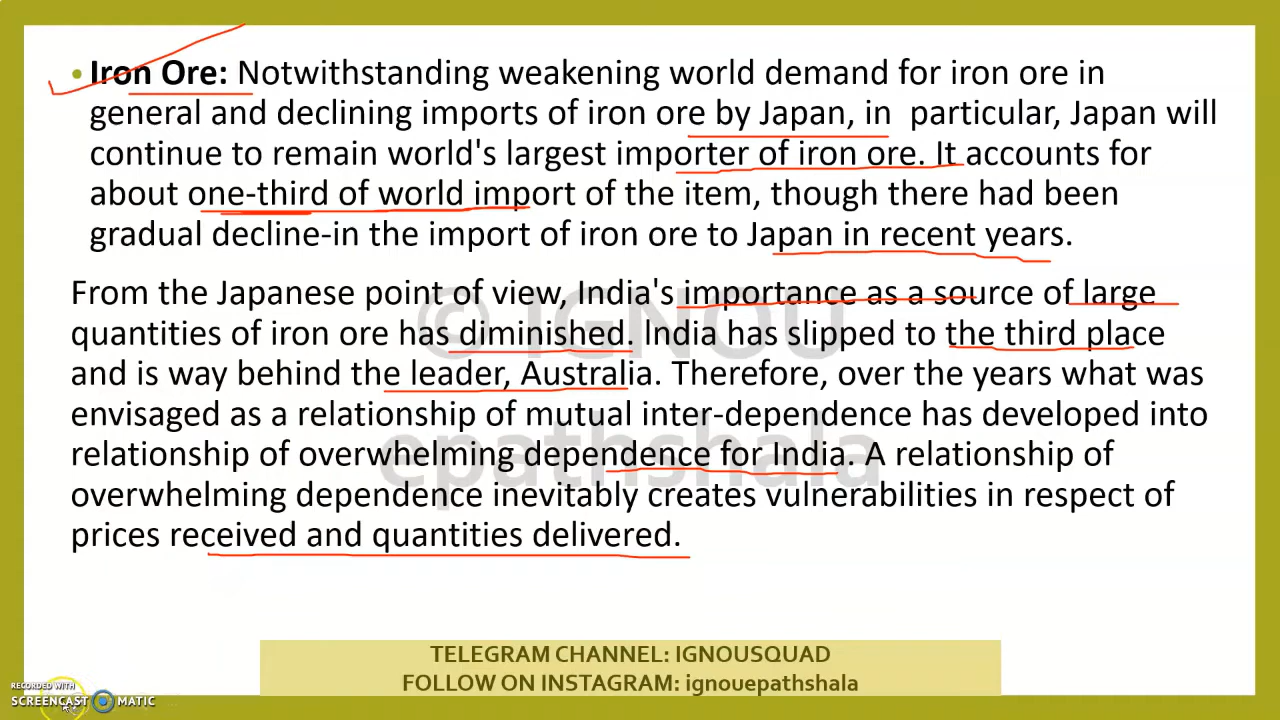 • Iron Ore: Notwithstanding weakening world demand for iron ore in
general and declining imports of iron ore by Japan, in particular, Japan will
continue to remain world's largest importer of iron ore. It accounts for
about one-third of world import of the item, though there had been
gradual decline-in the import of iron ore to Japan in recent years.
From the Japanese point of view, India's importance as a source of large
quantities of iron ore has diminished. India has slipped to the third place
and is way behind the leader, Australia. Therefore, over the years what was
envisaged as a relationship of mutual inter-dependence has developed into
relationship of overwhelming dependence for India. A relationship of
overwhelming dependence inevitably creates vulnerabilities in respect of
prices received and quantities delivered.
© IGNOU
epathshala
TELEGRAM CHANNEL: IGNOUSQUAD
FOLLOW ON INSTAGRAM: ignouepathshala
RECORDED WITH
SCREENCAST MATIC